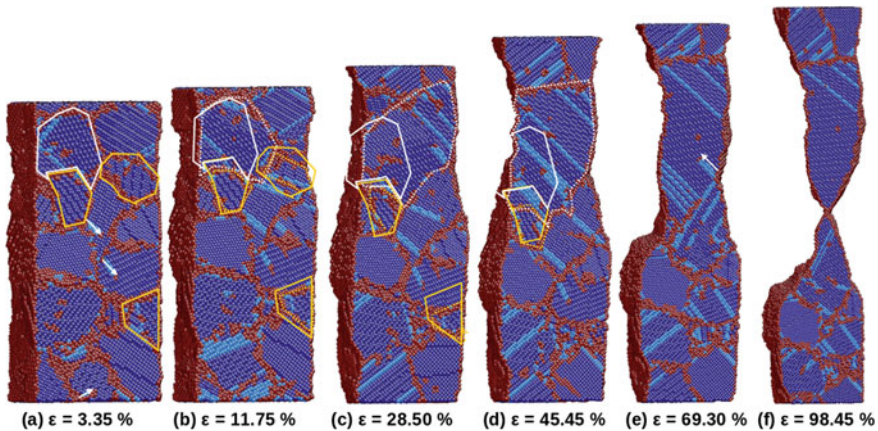 (a) ε = 3.35 % (b) ε = 11.75 % (c) ε = 28.50 % (d) ε = 45.45 % (e) ε = 69.30 % (f) ε = 98.45 %